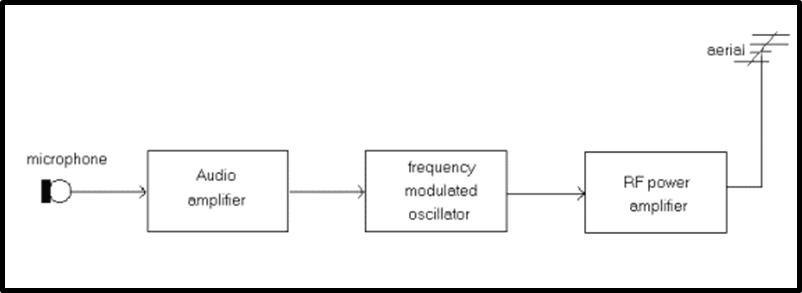 aerial
microphone
Audio
amplifier
frequency
modulated
oscillator
RF power
amplifier